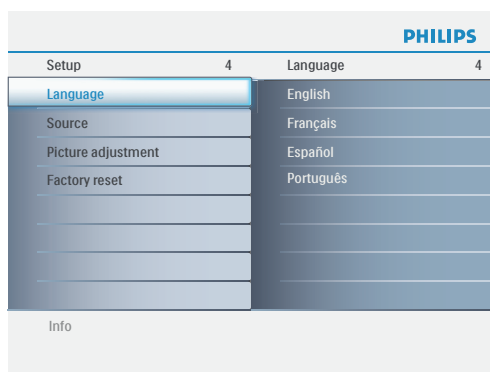 PHILIPS
Setup 4 Language 4
Language English
Source Français
Picture adjustment Español
Factory reset Português
Info